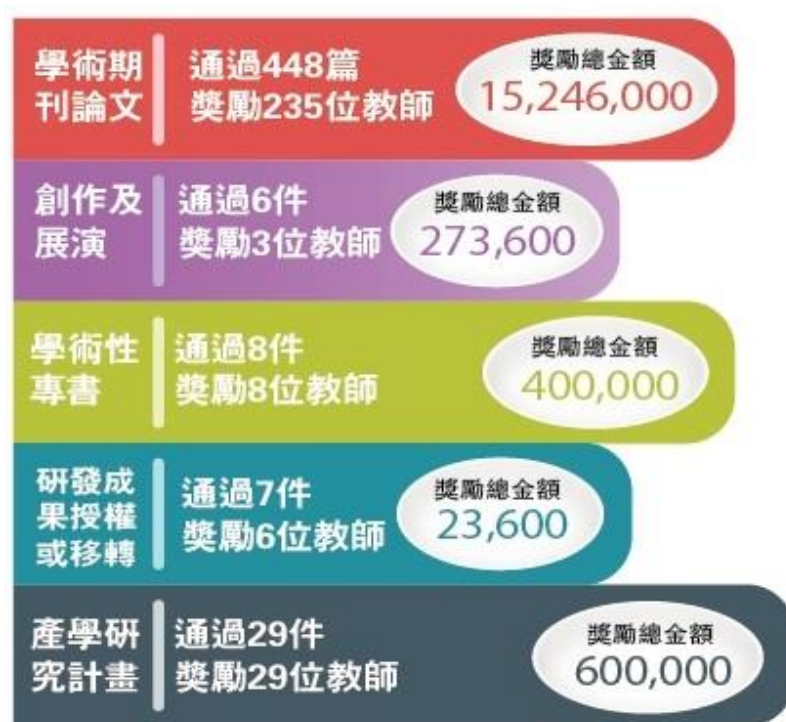 學術期
刊論文
通過448篇
獎勵235位教師
獎勵總金額
15,246,000
創作及
展演
通過6件
獎勵3位教師
獎勵總金額
273,600
學術性
專書
通過8件
獎勵8位教師
獎勵總金額
400,000
研發成
果授權
或移轉
通過7件
獎勵6位教師
獎勵總金額
23,600
產學研
究計畫
通過29件
獎勵29位教師
獎勵總金額
600,000